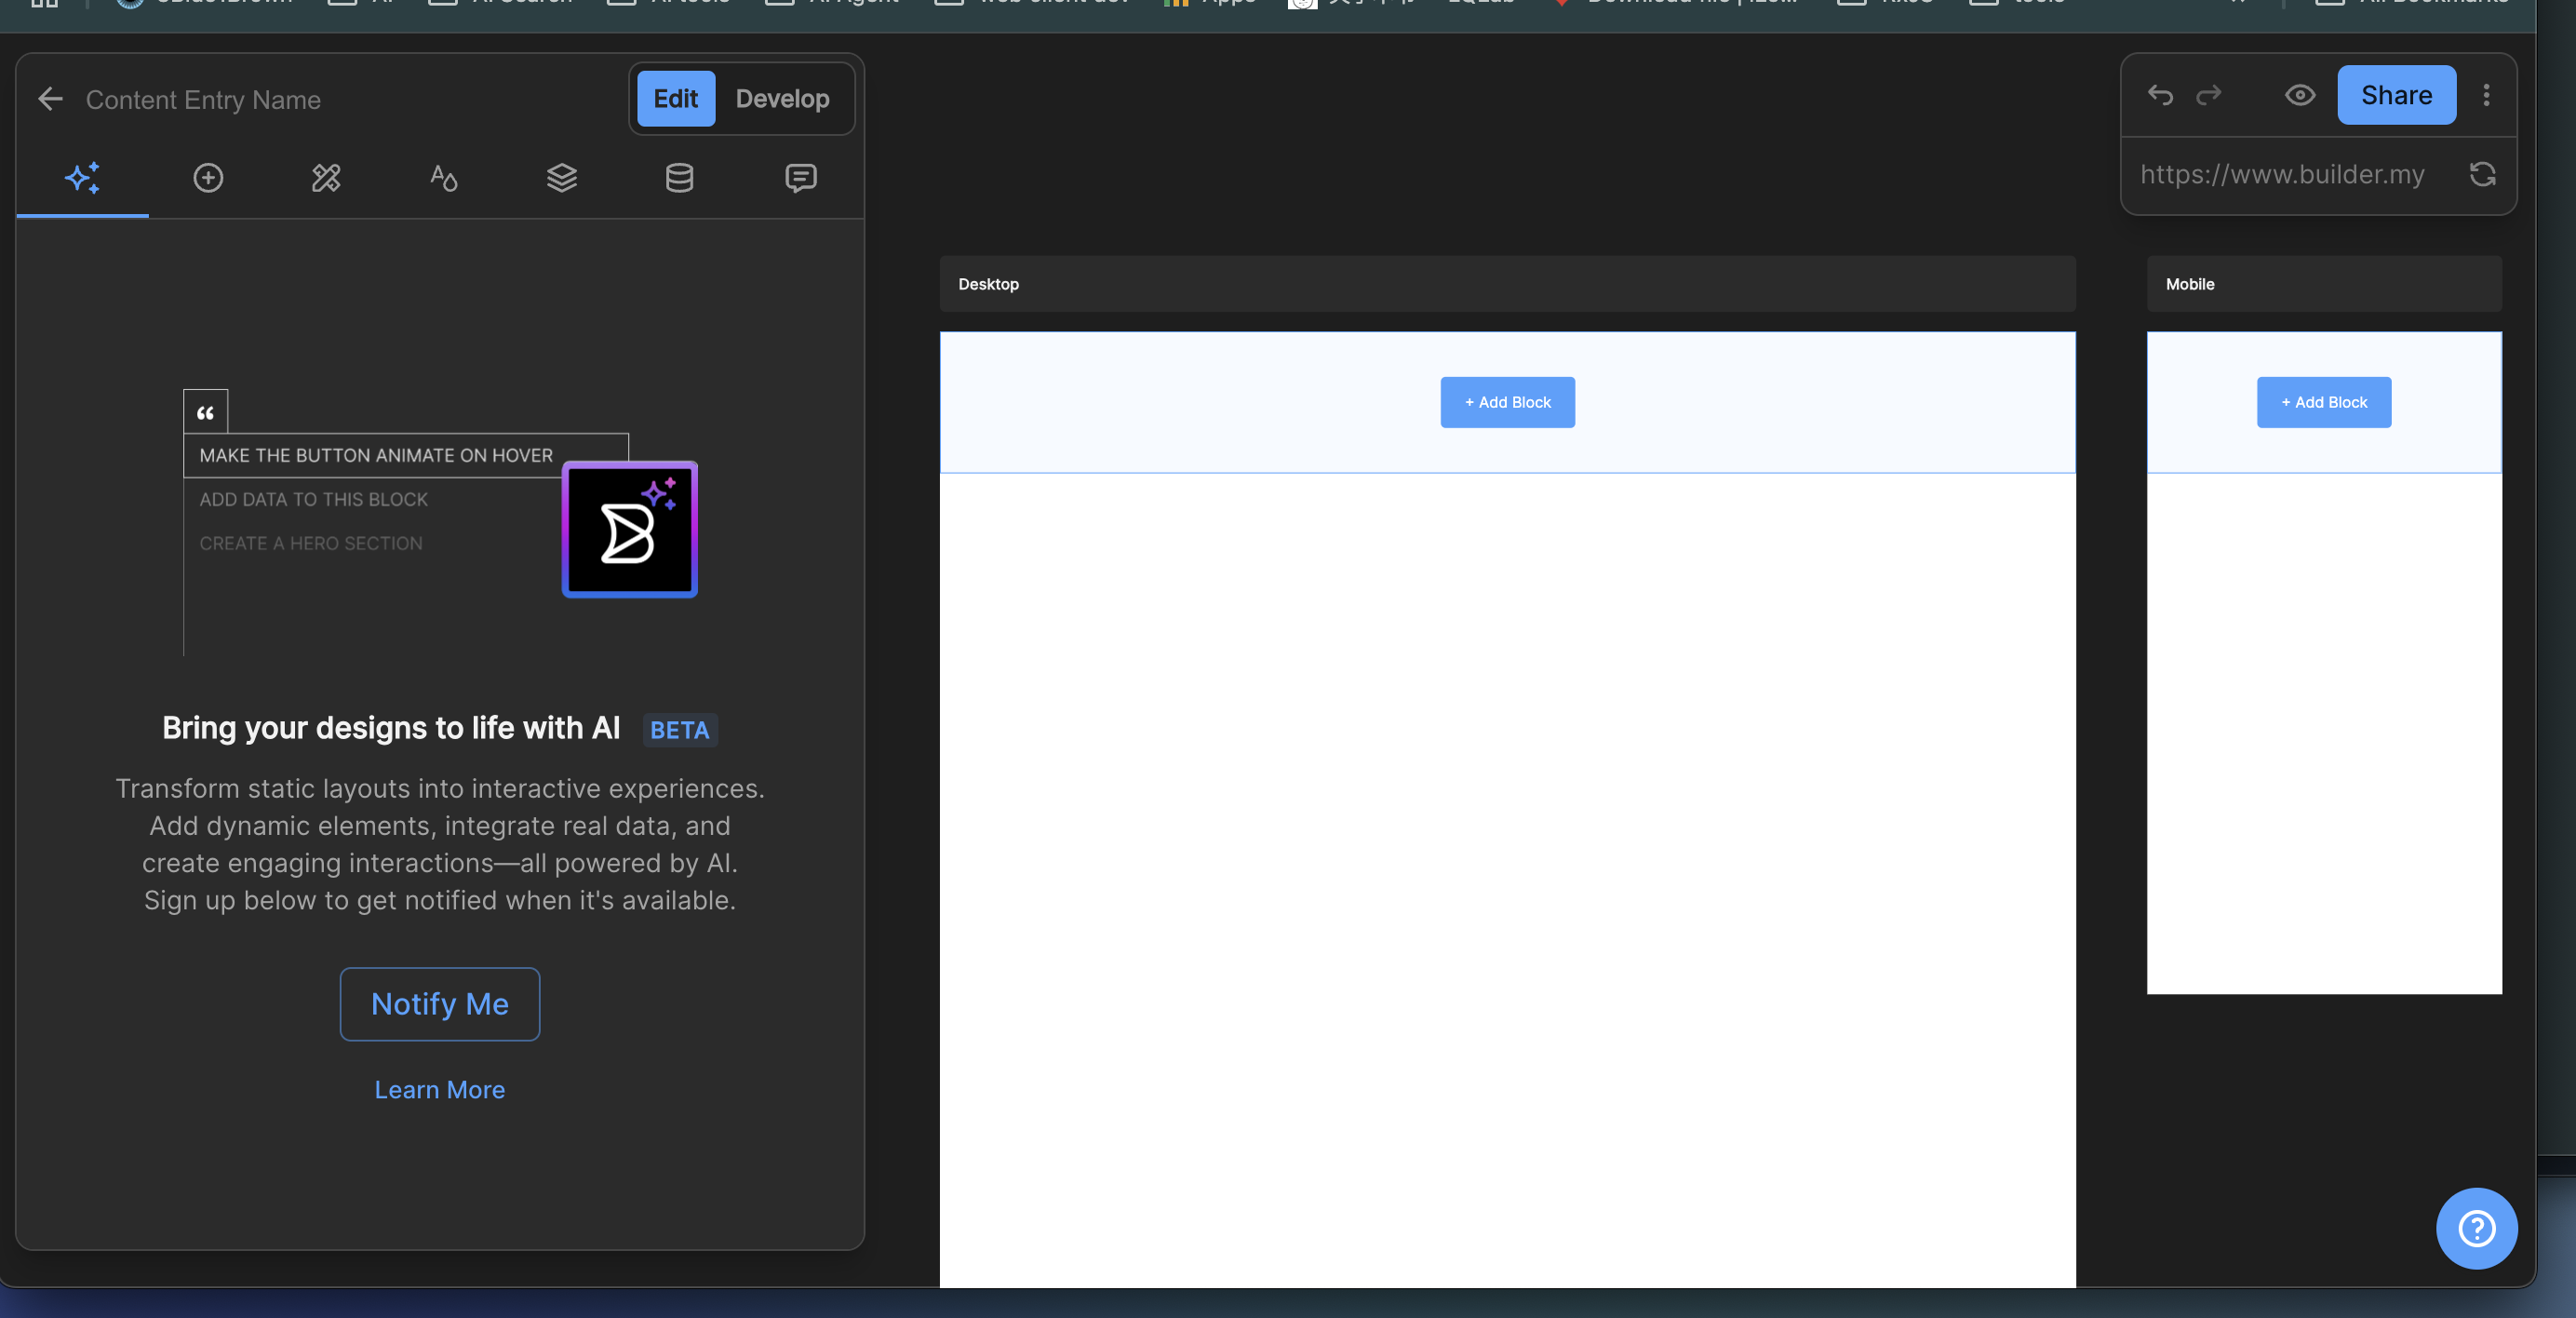 Content Entry Name
Edit
Develop
Share
https://www.builder.my
Desktop
Mobile
+ Add Block
+ Add Block
“
MAKE THE BUTTON ANIMATE ON HOVER
ADD DATA TO THIS BLOCK
CREATE A HERO SECTION
Bring your designs to life with AI BETA
Transform static layouts into interactive experiences.
Add dynamic elements, integrate real data, and
create engaging interactions—all powered by AI.
Sign up below to get notified when it's available.
Notify Me
Learn More